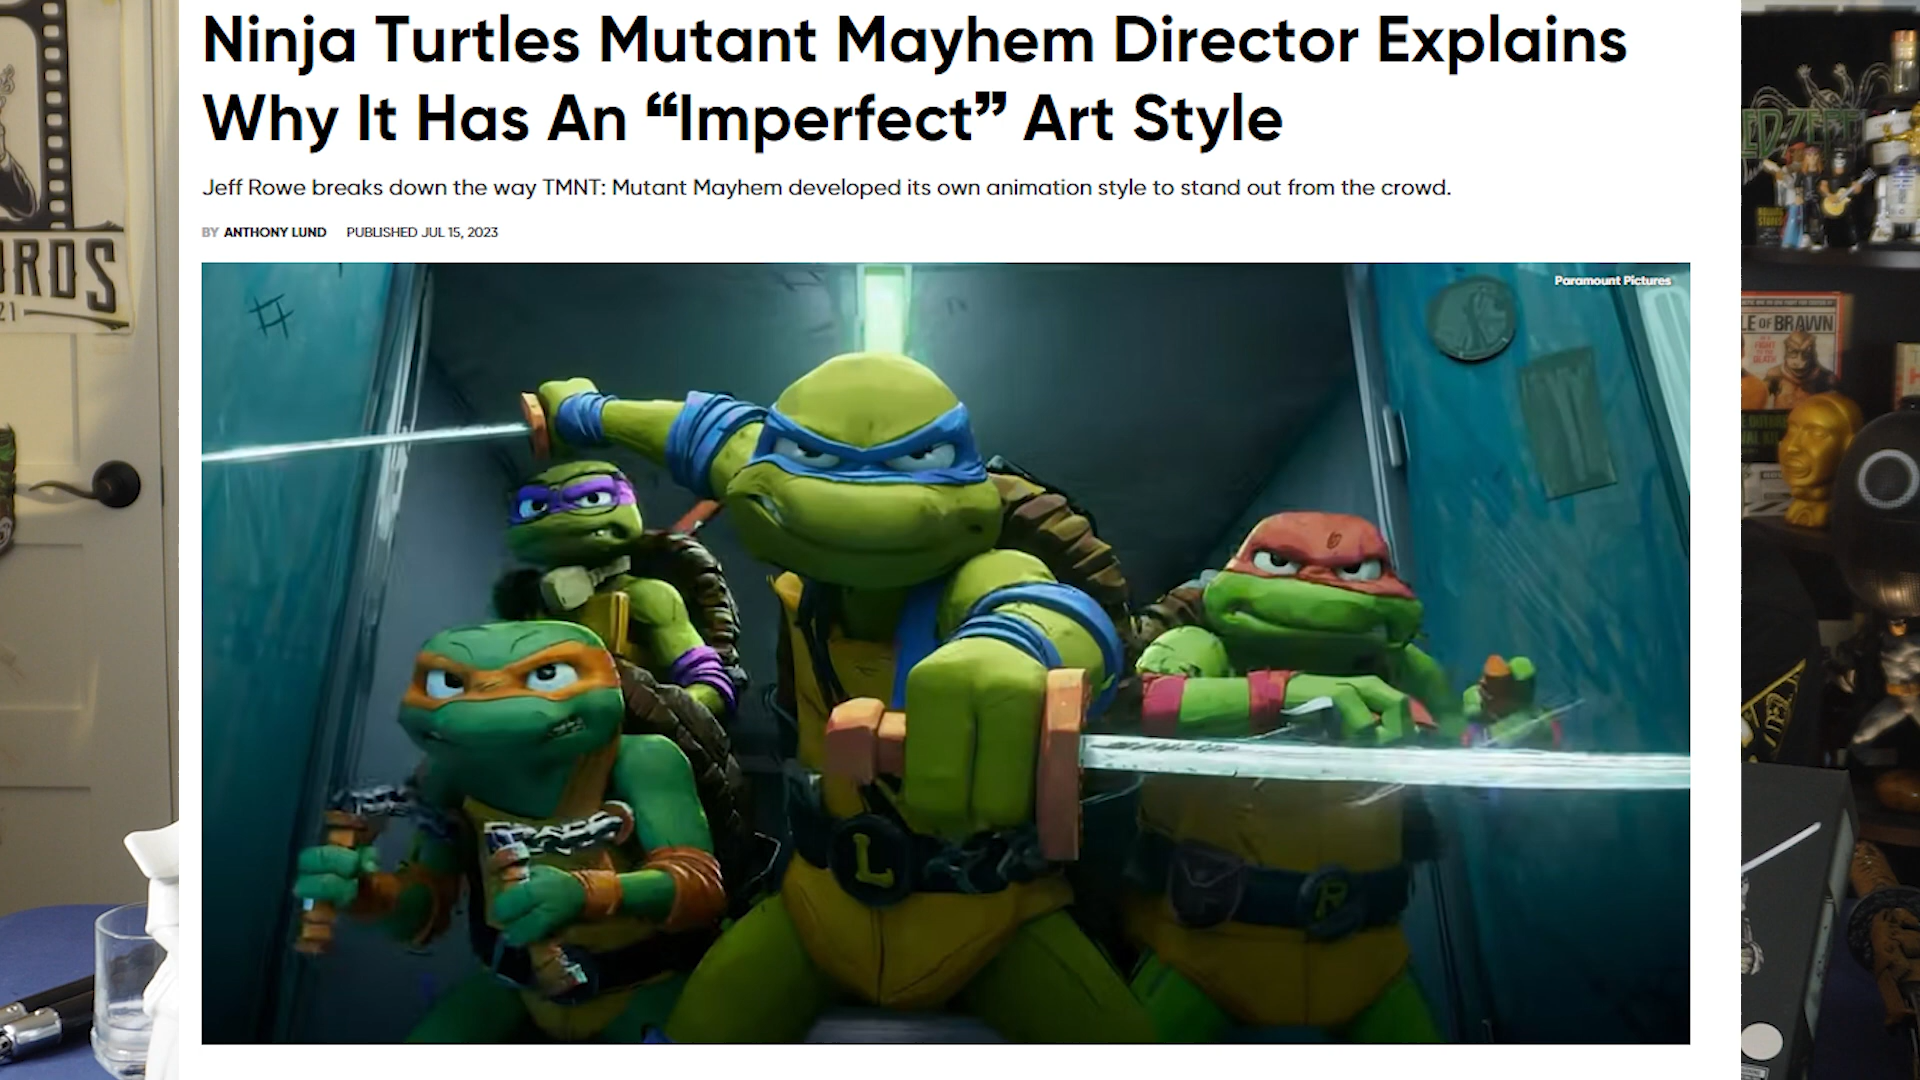 Ninja Turtles Mutant Mayhem Director Explains
Why It Has An “Imperfect” Art Style
Jeff Rowe breaks down the way TMNT: Mutant Mayhem developed its own animation style to stand out from the crowd.
BY ANTHONY LUND PUBLISHED JUL 15, 2023
Paramount Pictures
L
R
OF BRAWN